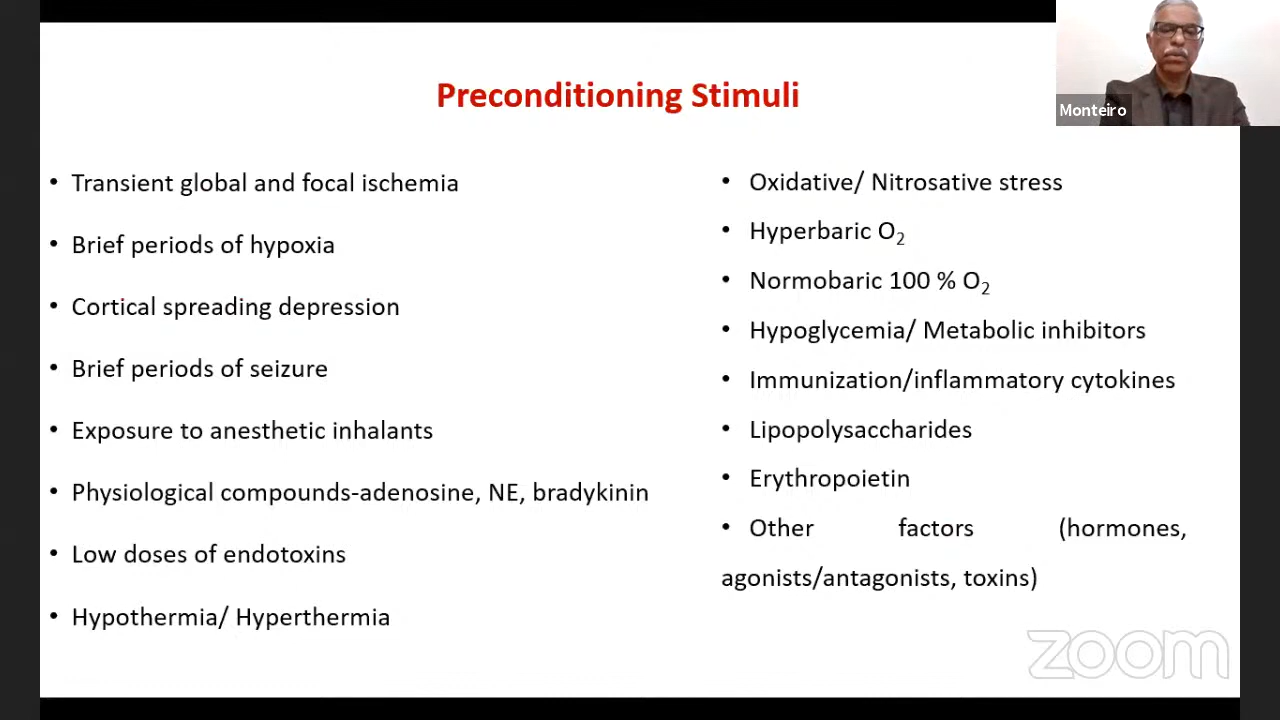 Preconditioning Stimuli
Monteiro
• Transient global and focal ischemia
• Brief periods of hypoxia
• Cortical spreading depression
• Brief periods of seizure
• Exposure to anesthetic inhalants
• Physiological compounds-adenosine, NE, bradykinin
• Low doses of endotoxins
• Hypothermia/ Hyperthermia
• Oxidative/ Nitrosative stress
• Hyperbaric O₂
• Normobaric 100 % O₂
• Hypoglycemia/ Metabolic inhibitors
• Immunization/inflammatory cytokines
• Lipopolysaccharides
• Erythropoietin
• Other factors (hormones,
agonists/antagonists, toxins)
zoom